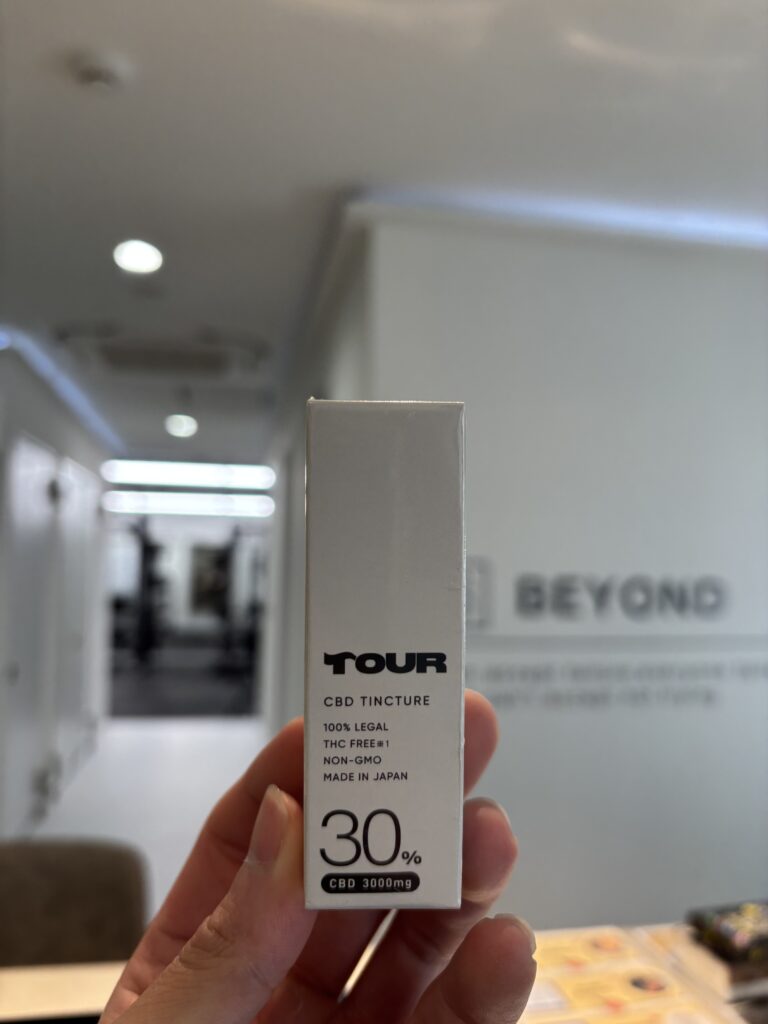 TOUR
CBD TINCTURE
100% LEGAL
THC FREE※1
NON-GMO
MADE IN JAPAN
30%
CBD 3000mg
BEYOND